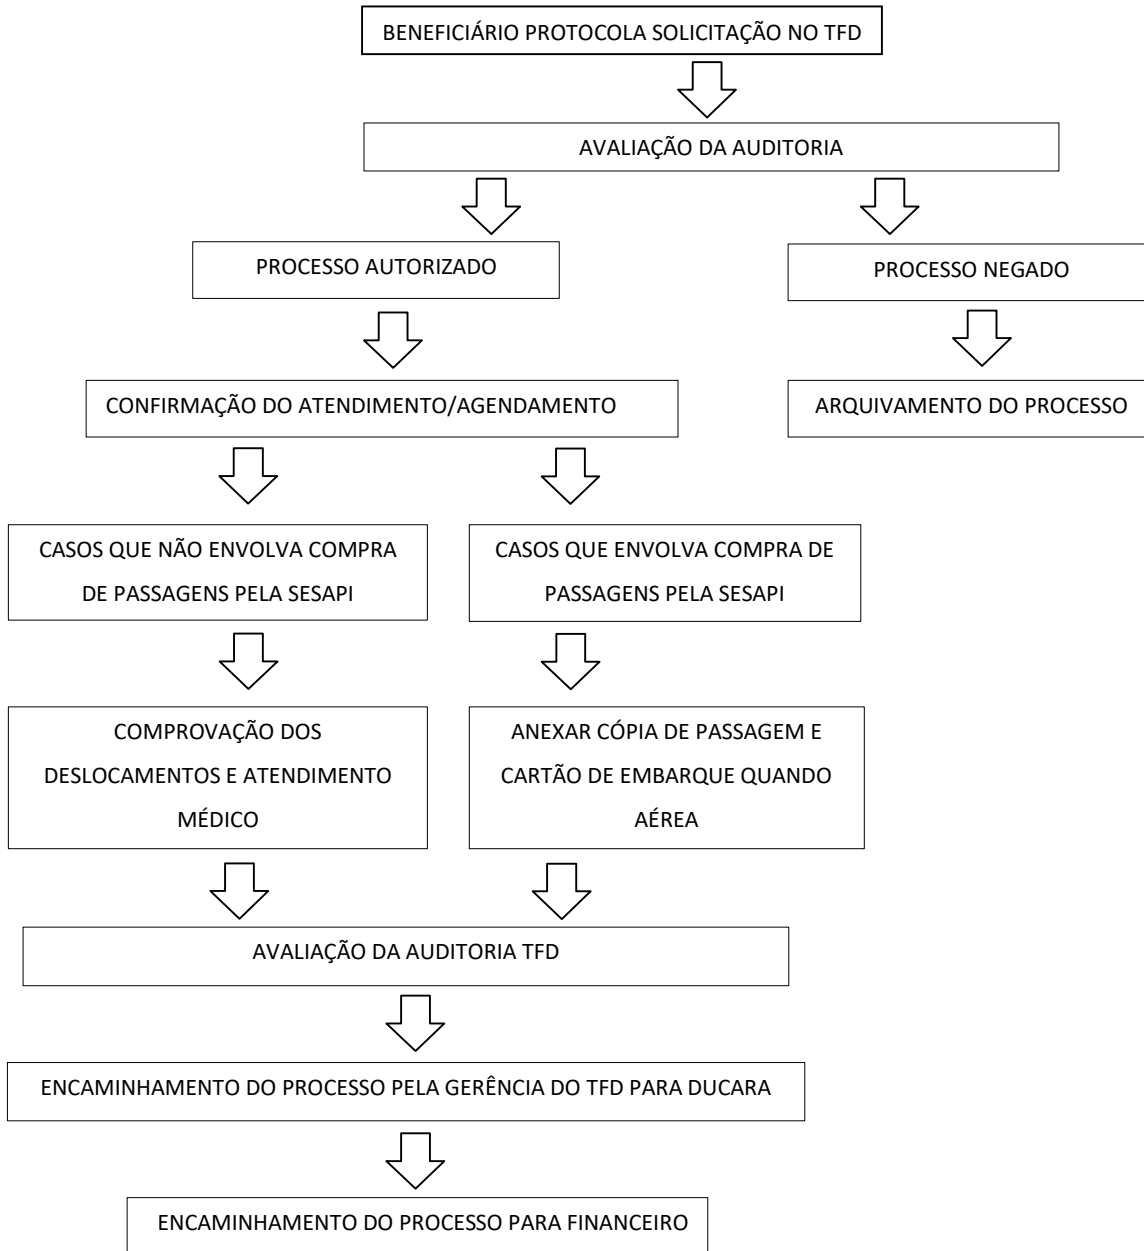 BENEFICIÁRIO PROTOCOLA SOLICITAÇÃO NO TFD
AVALIAÇÃO DA AUDITORIA
PROCESSO AUTORIZADO
PROCESSO NEGADO
CONFIRMAÇÃO DO ATENDIMENTO/AGENDAMENTO
ARQUIVAMENTO DO PROCESSO
CASOS QUE NÃO ENVOLVA COMPRA
DE PASSAGENS PELA SESAPI
CASOS QUE ENVOLVA COMPRA DE
PASSAGENS PELA SESAPI
COMPROVAÇÃO DOS
DESLOCAMENTOS E ATENDIMENTO
MÉDICO
ANEXAR CÓPIA DE PASSAGEM E
CARTÃO DE EMBARQUE QUANDO
AÉREA
AVALIAÇÃO DA AUDITORIA TFD
ENCAMINHAMENTO DO PROCESSO PELA GERÊNCIA DO TFD PARA DUCARA
ENCAMINHAMENTO DO PROCESSO PARA FINANCEIRO